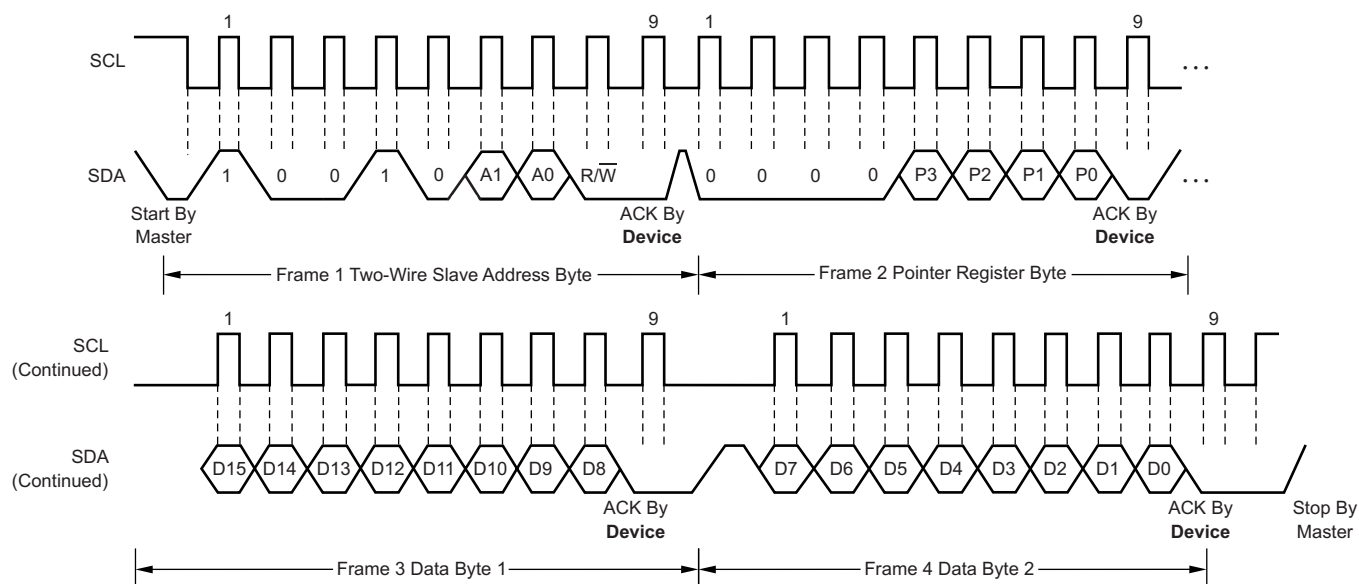 1 9 1 9
SCL ...
SDA 1 0 0 1 0 A1 A0 R/W̅ 0 0 0 0 P3 P2 P1 P0 ...
Start By ACK By ACK By
Master Device Device
Frame 1 Two-Wire Slave Address Byte Frame 2 Pointer Register Byte
1 9 1 9
SCL
(Continued)
SDA D15 D14 D13 D12 D11 D10 D9 D8 D7 D6 D5 D4 D3 D2 D1 D0
(Continued)
ACK By ACK By Stop By
Device Device Master
Frame 3 Data Byte 1 Frame 4 Data Byte 2